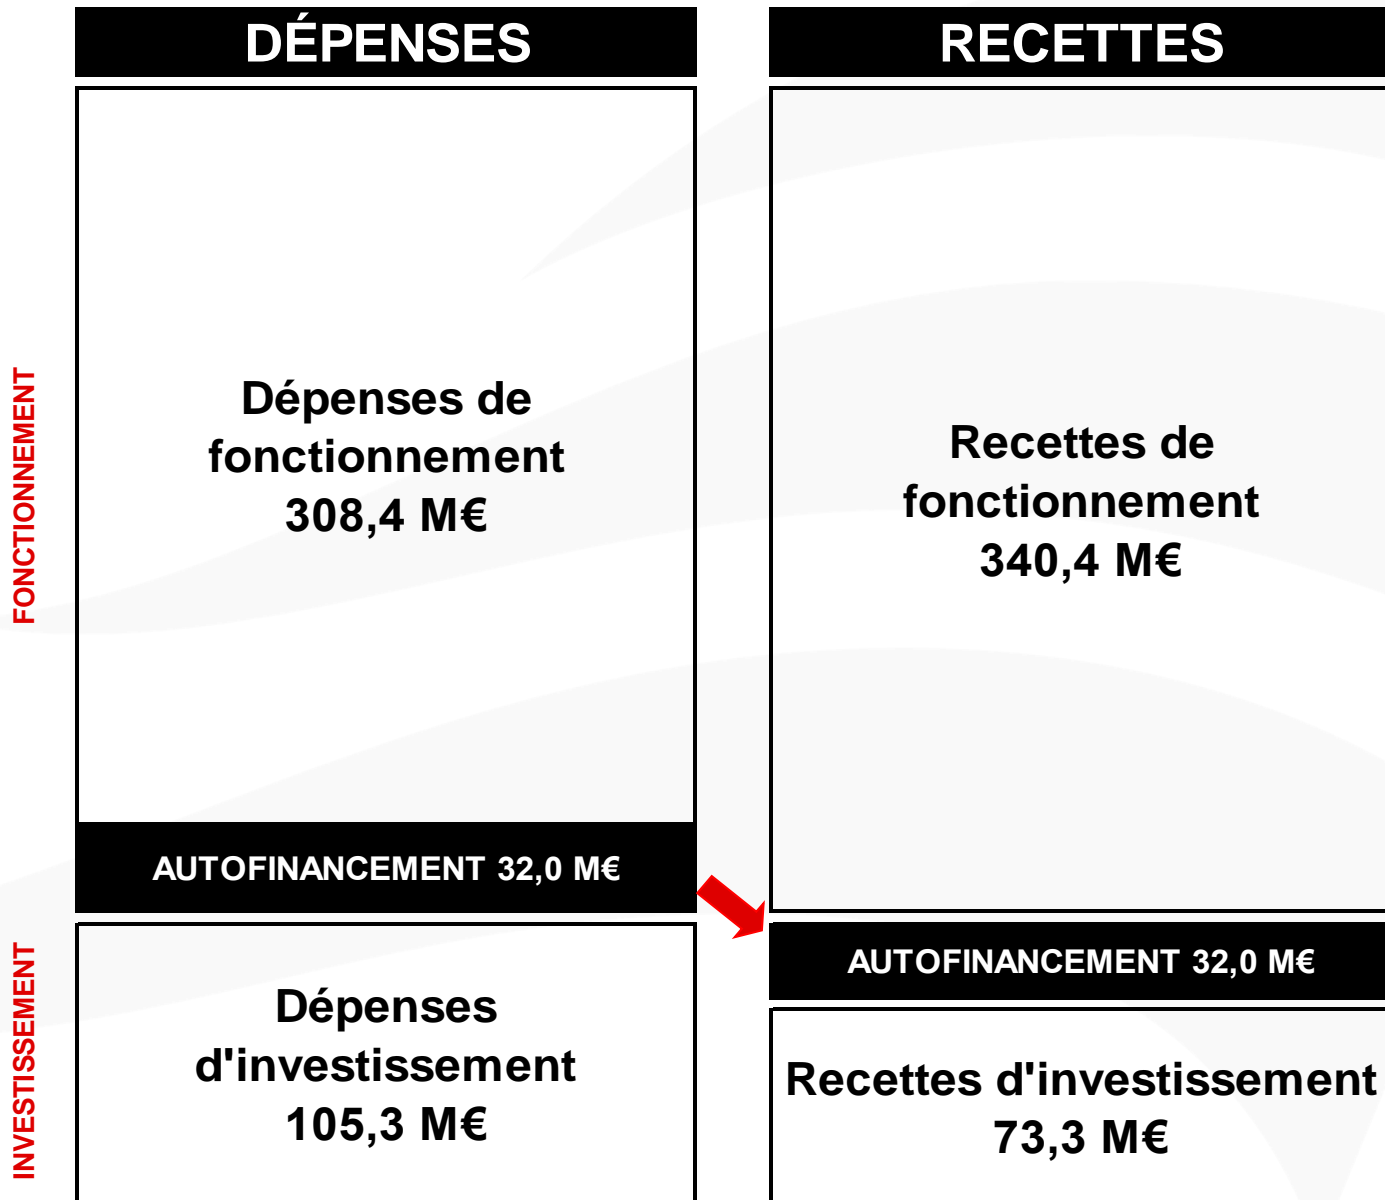 DÉPENSES
RECETTES
FONCTIONNEMENT
Dépenses de
fonctionnement
308,4 M€
Recettes de
fonctionnement
340,4 M€
AUTOFINANCEMENT 32,0 M€
AUTOFINANCEMENT 32,0 M€
INVESTISSEMENT
Dépenses
d'investissement
105,3 M€
Recettes d'investissement
73,3 M€